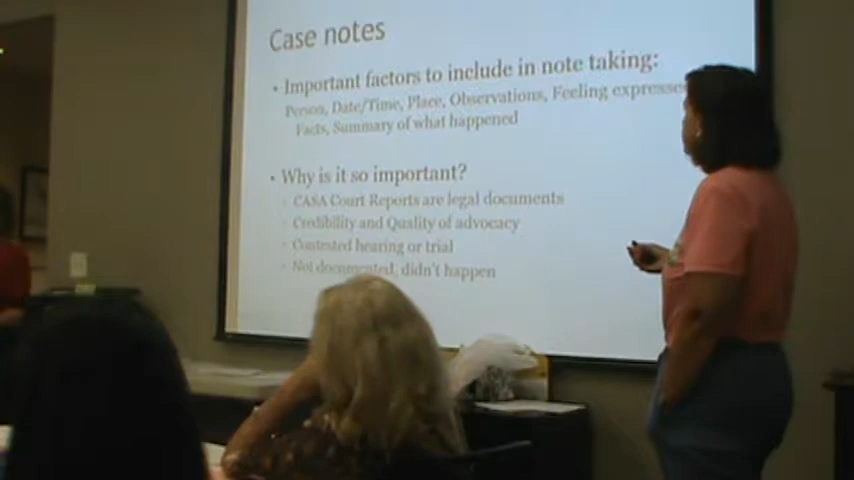 Case notes
• Important factors to include in note taking:
Person, Date/Time, Place, Observations, Feeling expresse
Facts, Summary of what happened
• Why is it so important?
◦ CASA Court Reports are legal documents
◦ Credibility and Quality of advocacy
◦ Contested hearing or trial
◦ Not documented, didn't happen